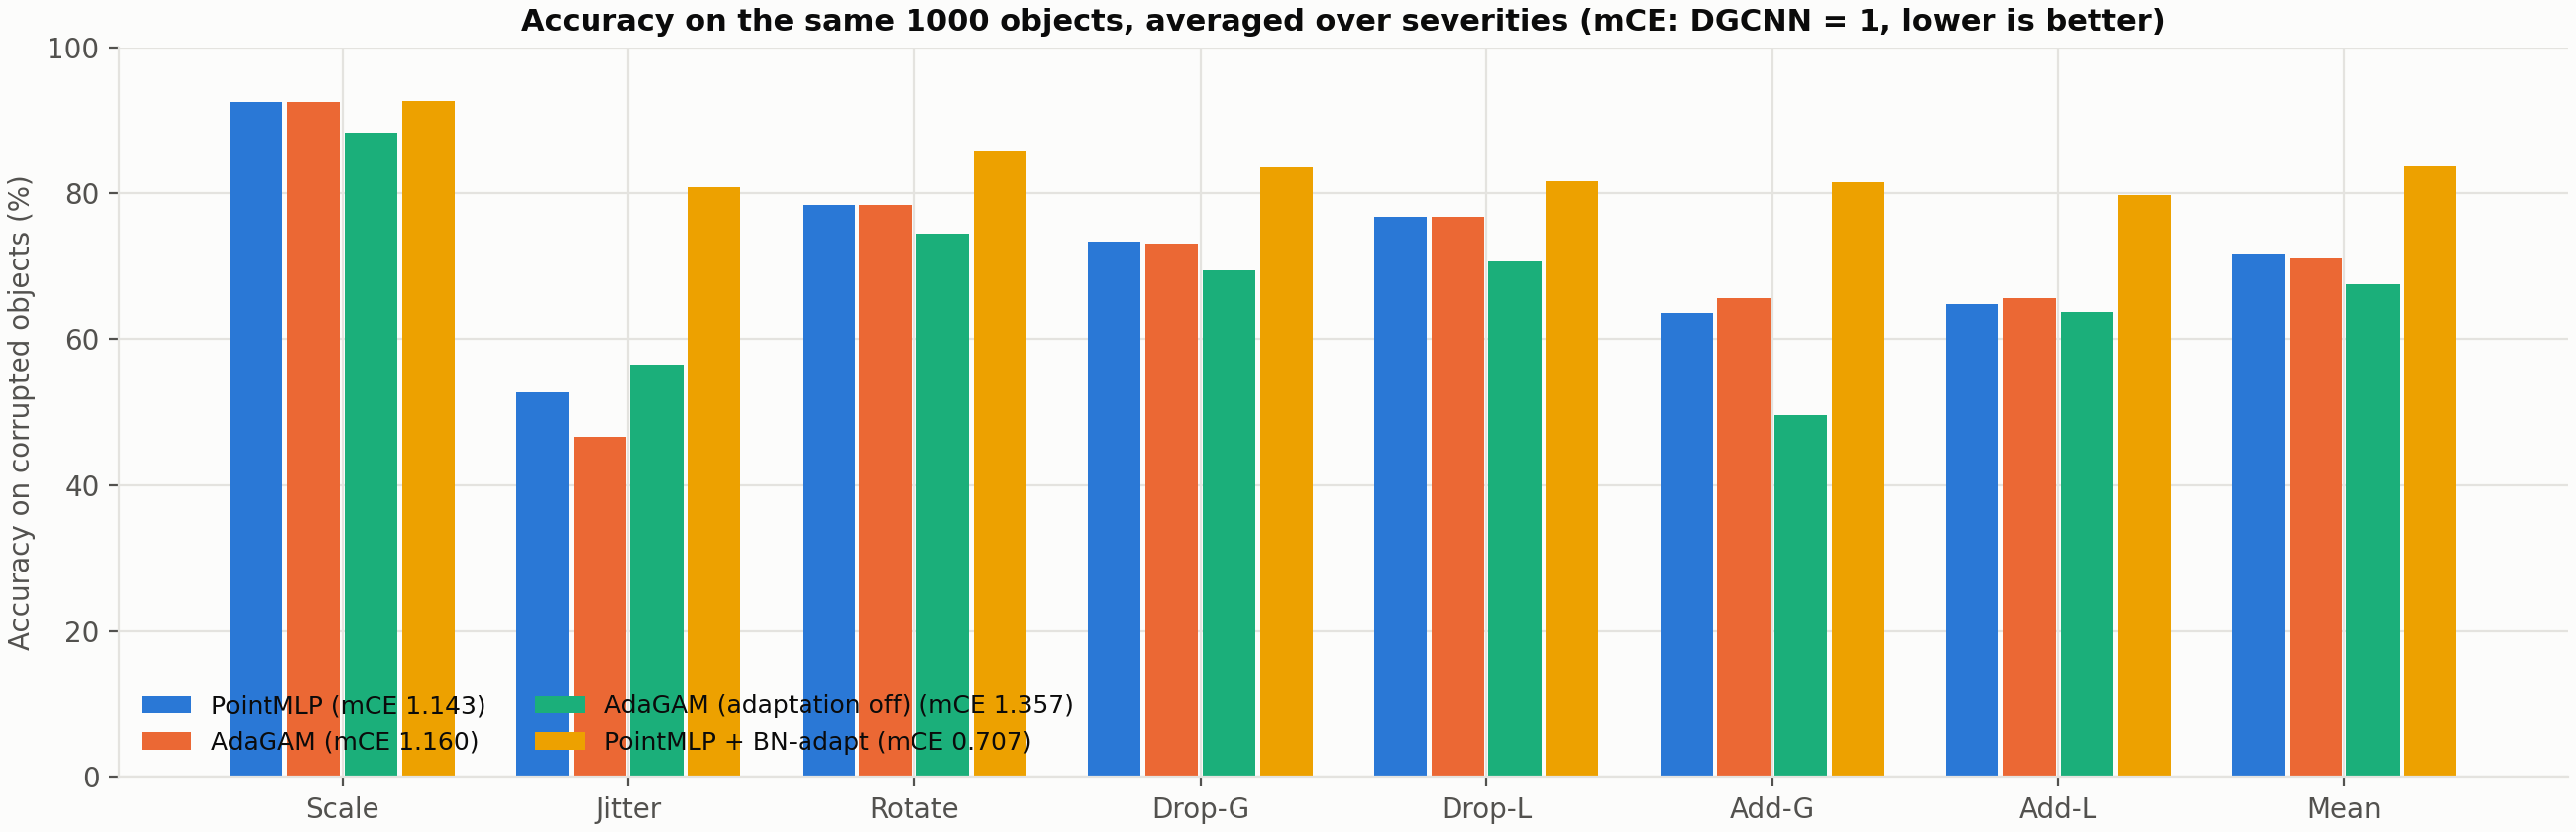 Accuracy on the same 1000 objects, averaged over severities (mCE: DGCNN = 1, lower is better)
Accuracy on corrupted objects (%)
100
80
60
40
20
0
PointMLP (mCE 1.143)
AdaGAM (mCE 1.160)
AdaGAM (adaptation off) (mCE 1.357)
PointMLP + BN-adapt (mCE 0.707)
Scale
Jitter
Rotate
Drop-G
Drop-L
Add-G
Add-L
Mean